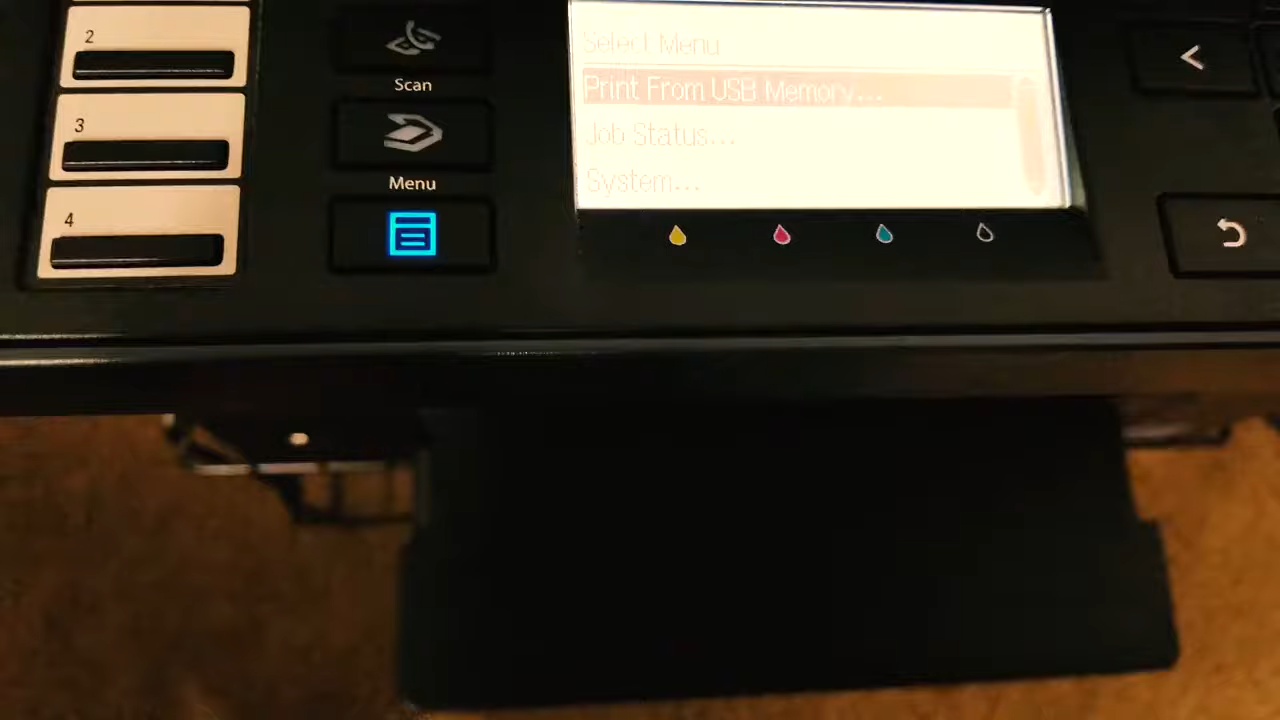 2
3
4
Scan
Menu
Select Menu
Print From USB Memory...
Job Status...
System...